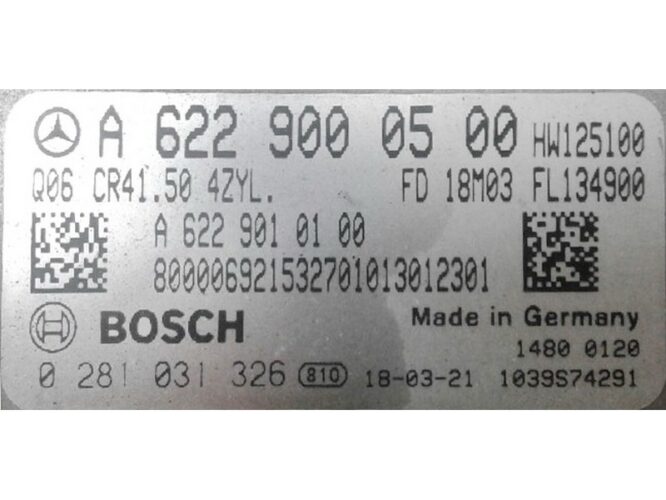 A 622 900 05 00 HW125100
Q06 CR41.50 4ZYL. FD 18M03 FL134900
A 622 901 01 00
800006921532701013012301
BOSCH Made in Germany
1480 0120
0 281 031 326 810 18-03-21 1039S74291